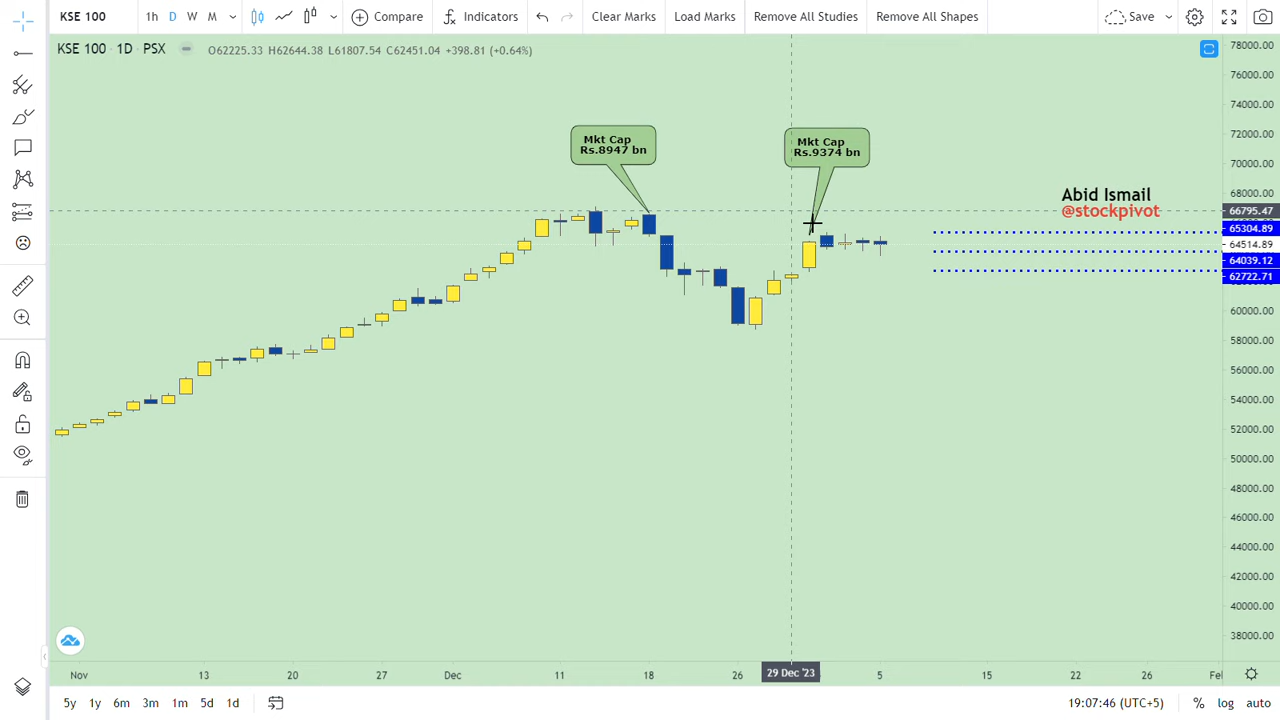 KSE 100 1h D W M Compare Indicators Clear Marks Load Marks Remove All Studies Remove All Shapes Save
KSE 100 · 1D · PSX O62225.33 H62644.38 L61807.54 C62451.04 +398.81 (+0.64%)
78000.00
76000.00
74000.00
72000.00
70000.00
68000.00
66795.47
65304.89
64514.89
64039.12
62722.71
60000.00
58000.00
56000.00
54000.00
52000.00
50000.00
48000.00
46000.00
44000.00
42000.00
40000.00
38000.00
Mkt Cap
Rs.8947 bn
Mkt Cap
Rs.9374 bn
Abid Ismail
@stockpivot
Nov 13 20 27 Dec 11 18 26 29 Dec '23 5 15 22 26 Fel
5y 1y 6m 3m 1m 5d 1d 19:07:46 (UTC+5) % log auto